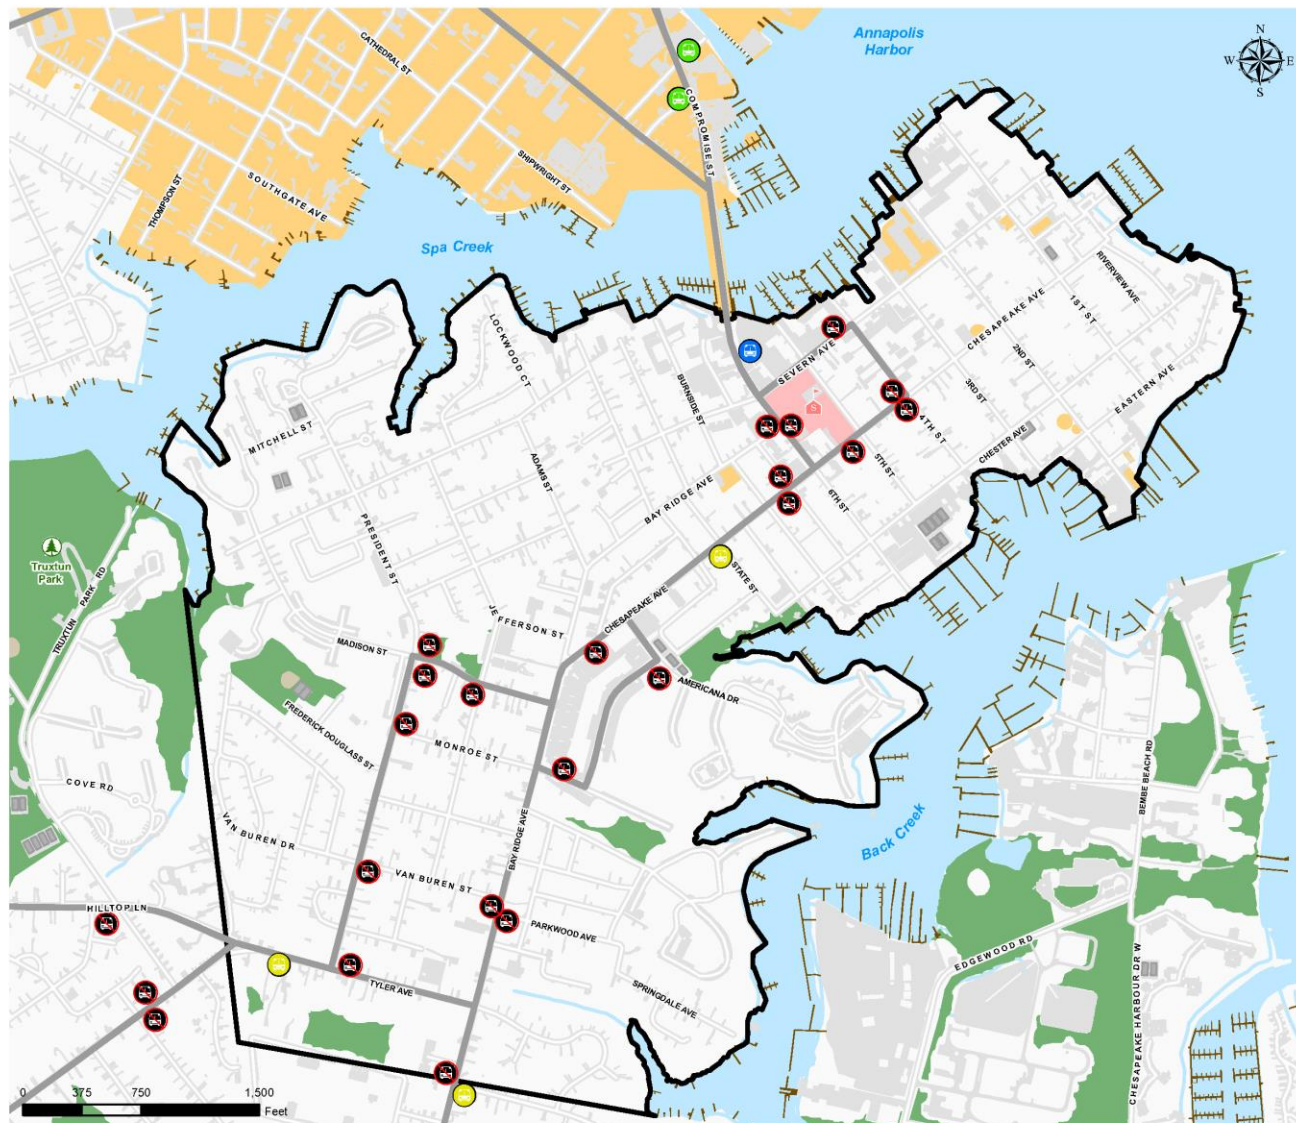 Annapolis
Harbor
N
W E
S
CATHEDRAL ST
COMPROMISE ST
SHIPWRIGHT ST
THOMPSON ST
SOUTHGATE AVE
Spa Creek
RIVERVIEW AVE
LOCKWOOD CT
1ST ST
CHESAPEAKE AVE
2ND ST
SEVERN AVE
EASTERN AVE
BURNSIDE ST
3RD ST
S
4TH ST
MITCHELL ST
CHESTER AVE
ADAMS ST
5TH ST
BAY RIDGE AVE
6TH ST
PRESIDENT ST
Truxtun
Park
TRUXTUN PARK RD
STATE ST
CHESAPEAKE AVE
JEFFERSON ST
MADISON ST
AMERICANA DR
FREDERICK DOUGLASS ST
MONROE ST
COVE RD
BEMBE BEACH RD
BAY RIDGE AVE
VAN BUREN DR
Back Creek
VAN BUREN ST
HILLTOP LN
PARKWOOD AVE
EDGEWOOD RD
TYLER AVE
SPRINGDALE AVE
CHESAPEAKE HARBOUR DR W
0 375 750 1,500
Feet